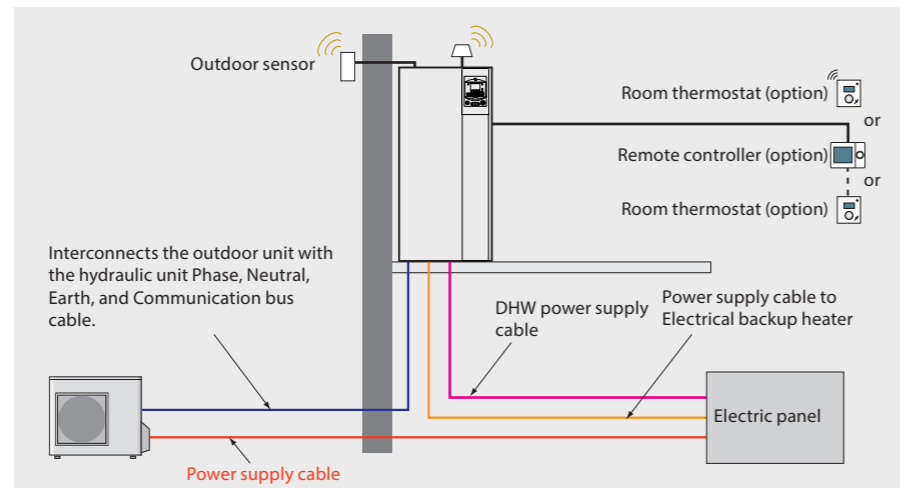 Outdoor sensor
Room thermostat (option)
or
Remote controller (option)
or
Room thermostat (option)
Interconnects the outdoor unit with
the hydraulic unit Phase, Neutral,
Earth, and Communication bus
cable.
DHW power supply
cable
Power supply cable to
Electrical backup heater
Electric panel
Power supply cable